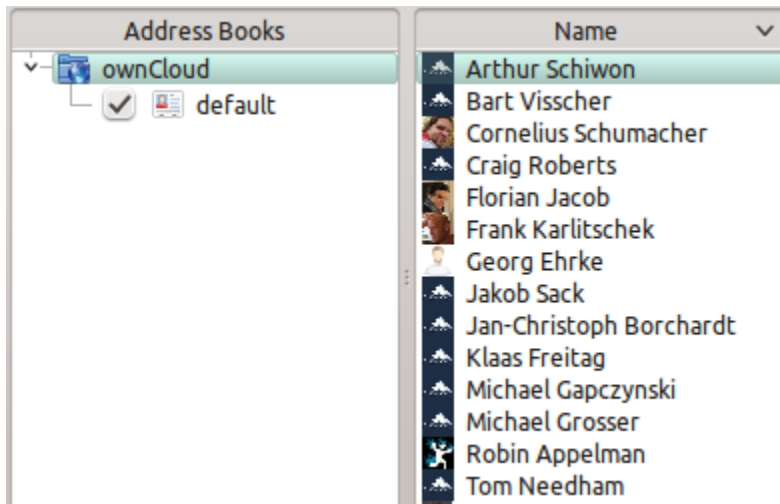 Address Books
ownCloud
default
Name
Arthur Schiwon
Bart Visscher
Cornelius Schumacher
Craig Roberts
Florian Jacob
Frank Karlitschek
Georg Ehrke
Jakob Sack
Jan-Christoph Borchardt
Klaas Freitag
Michael Gapczynski
Michael Grosser
Robin Appelman
Tom Needham